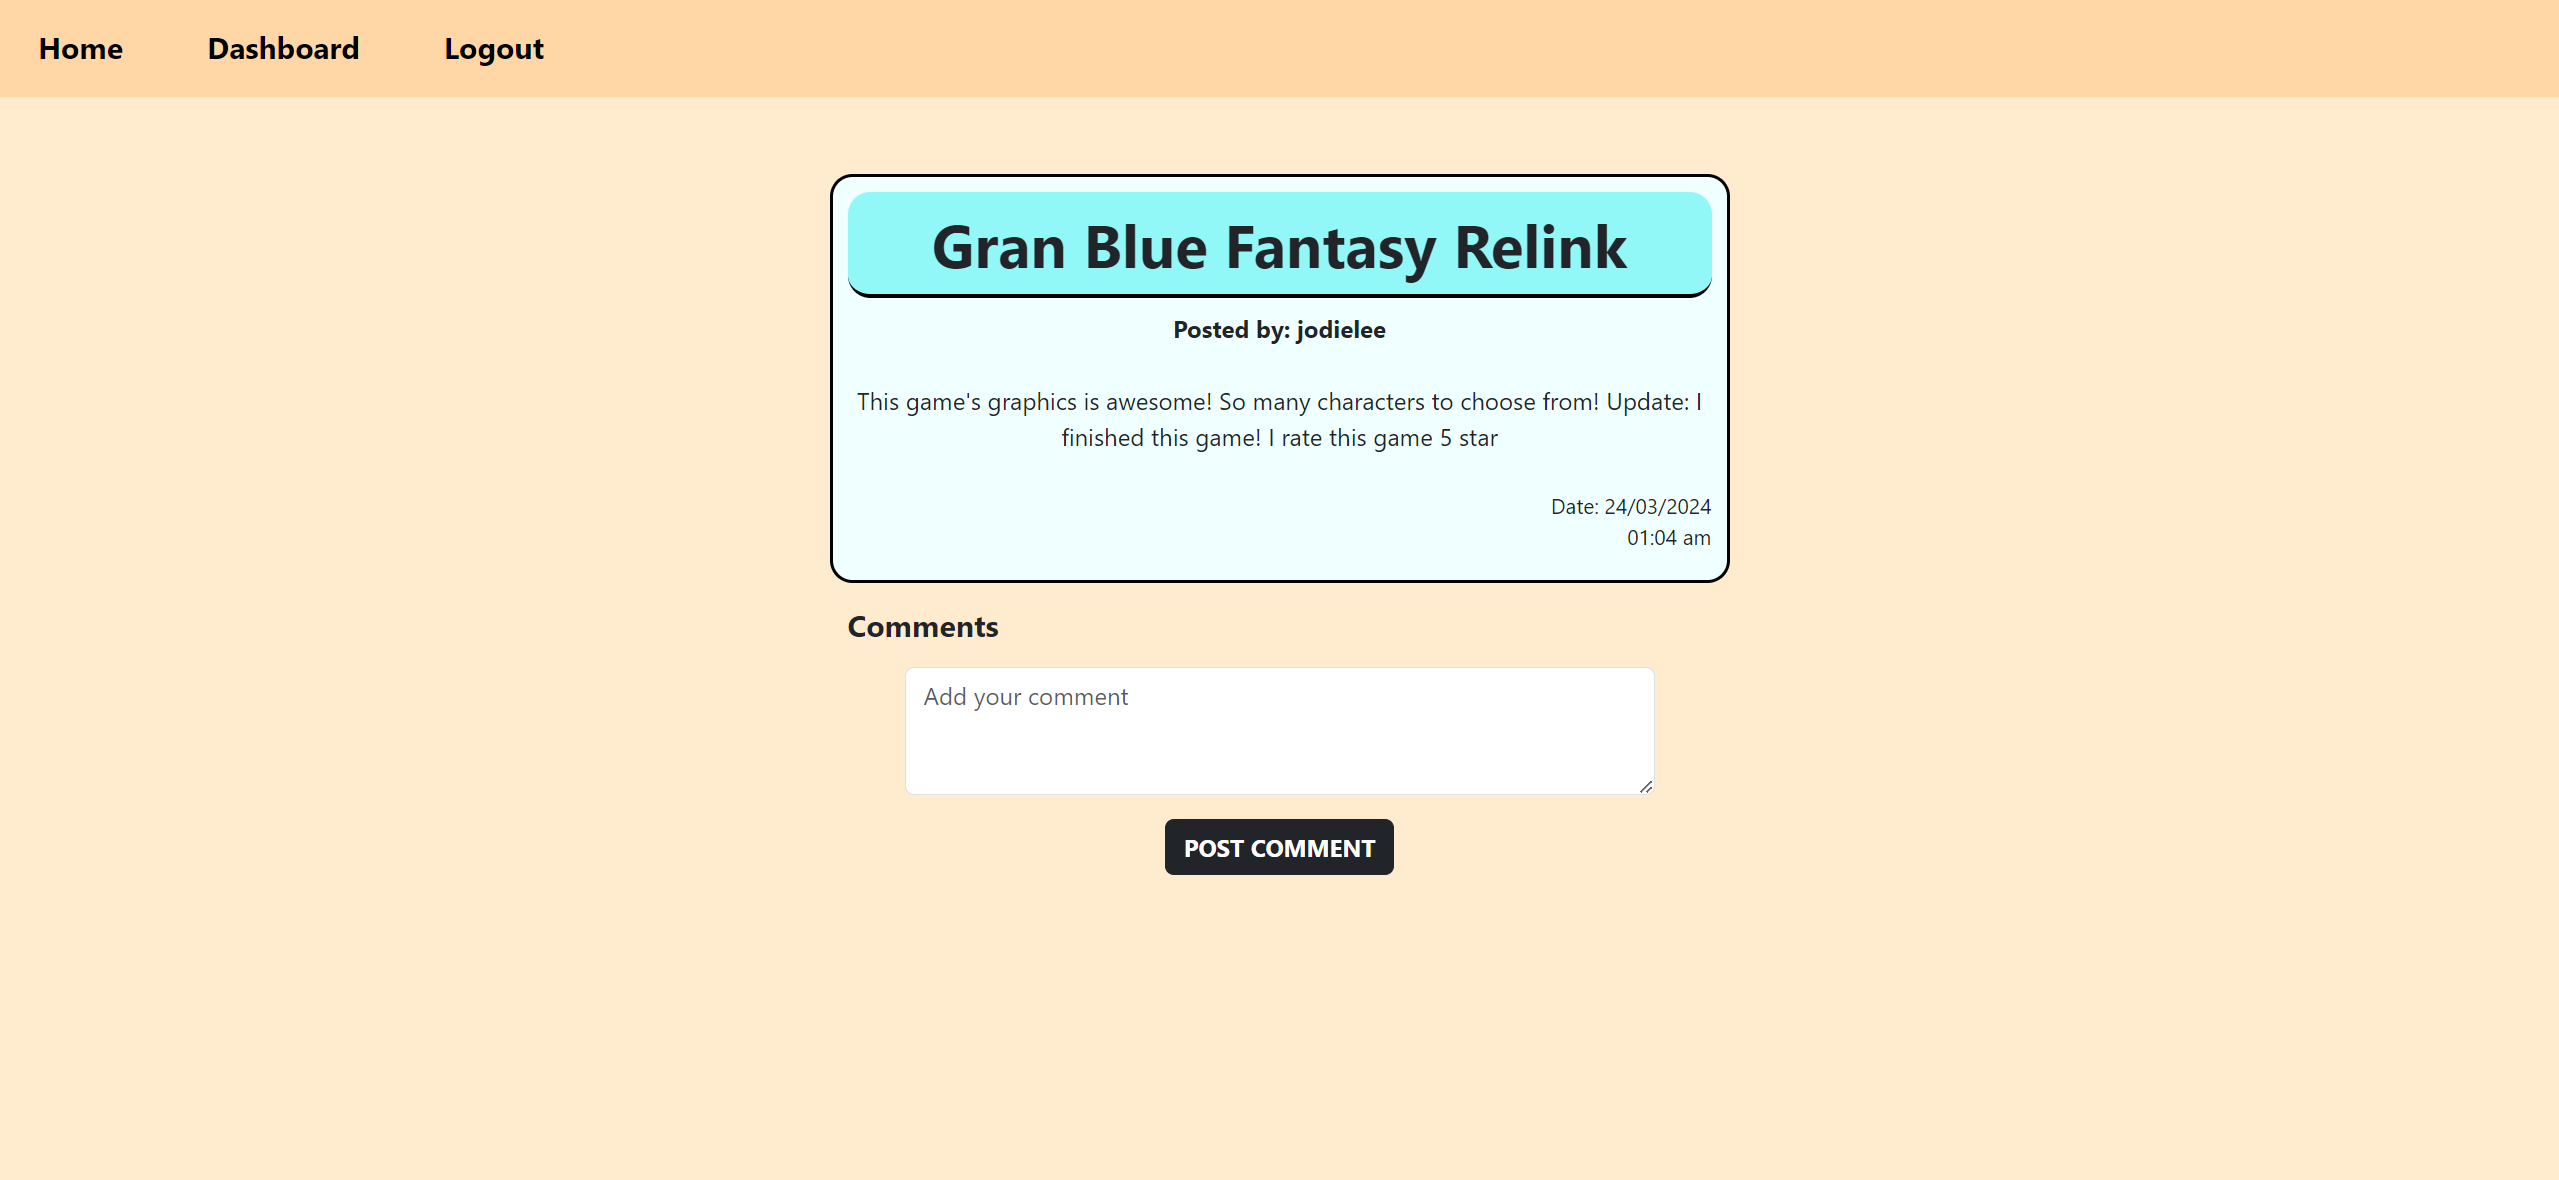 Home Dashboard Logout
Gran Blue Fantasy Relink
Posted by: jodielee
This game's graphics is awesome! So many characters to choose from! Update: I
finished this game! I rate this game 5 star
Date: 24/03/2024
01:04 am
Comments
Add your comment
POST COMMENT